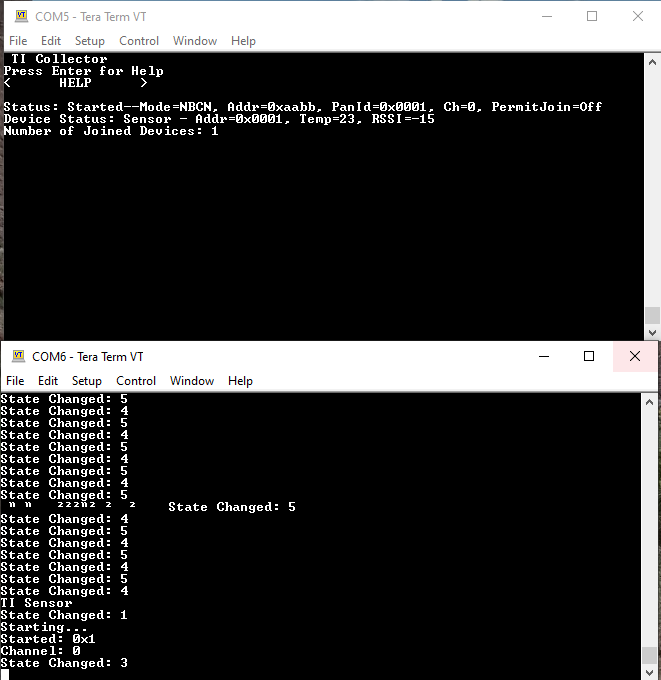 COM5 - Tera Term VT
File Edit Setup Control Window Help
TI Collector
Press Enter for Help
< HELP >
Status: Started--Mode=NBCN, Addr=0xaabb, PanId=0x0001, Ch=0, PermitJoin=Off
Device Status: Sensor - Addr=0x0001, Temp=23, RSSI=-15
Number of Joined Devices: 1
COM6 - Tera Term VT
File Edit Setup Control Window Help
State Changed: 5
State Changed: 4
State Changed: 5
State Changed: 4
State Changed: 5
State Changed: 4
State Changed: 5
State Changed: 4
State Changed: 5
State Changed: 5
State Changed: 4
State Changed: 5
State Changed: 4
State Changed: 5
State Changed: 4
State Changed: 5
State Changed: 4
TI Sensor
State Changed: 1
Starting...
Started: 0x1
Channel: 0
State Changed: 3